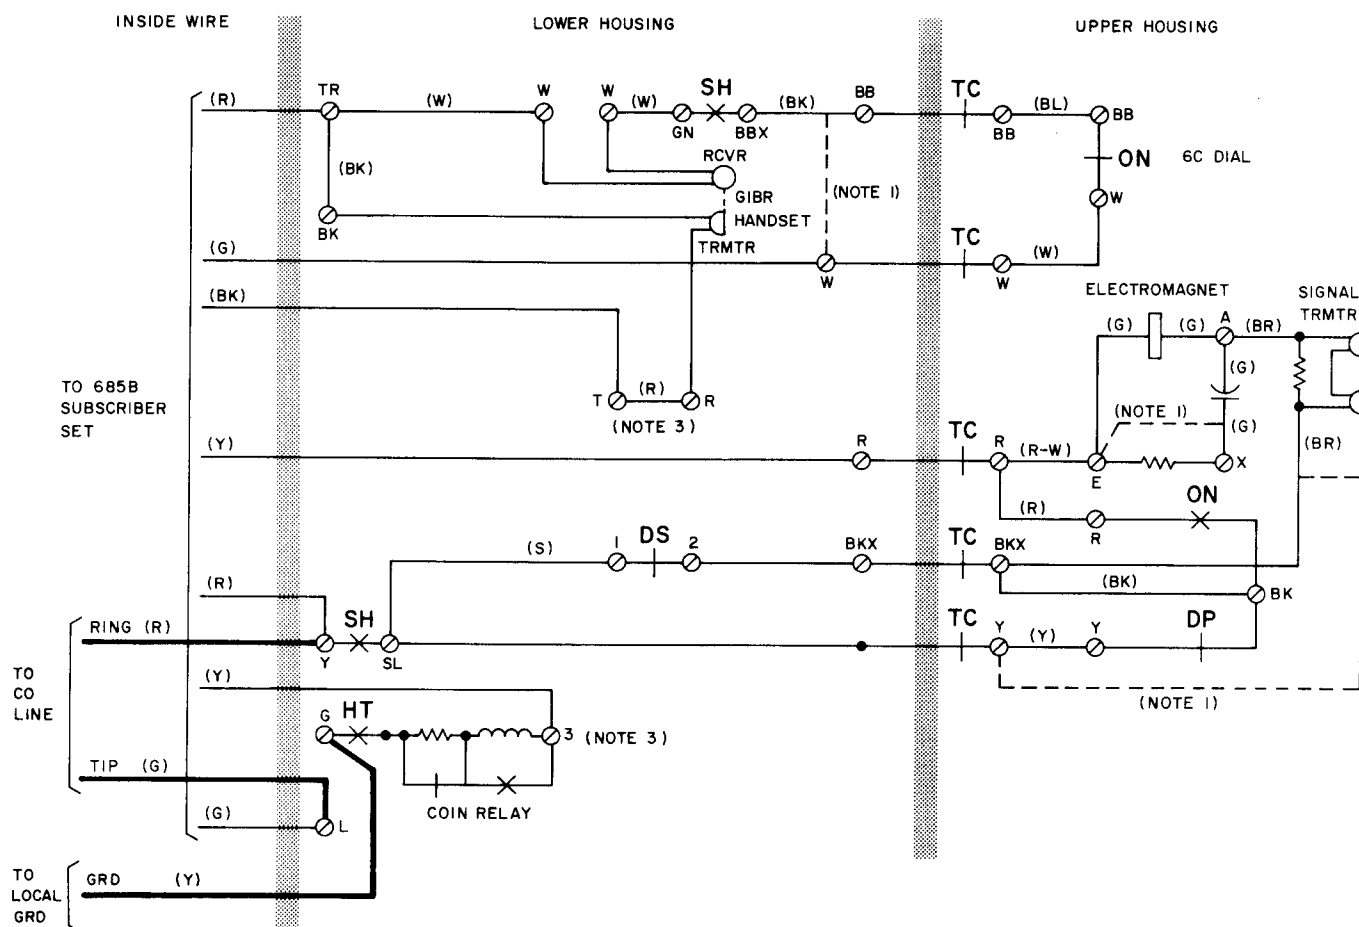 INSIDE WIRE
LOWER HOUSING
UPPER HOUSING
(R)
TR
(W)
W
W
(W)
SH
GN
BBX
(BK)
BB
TC
BB
(BL)
BB
(BK)
RCVR
GIBR
HANDSET
TRMTR
BK
(NOTE 1)
ON
6C DIAL
W
(G)
W
TC
W
(W)
(BK)
ELECTROMAGNET
SIGNAL
TRMTR
(G)
(G)
A
(BR)
(G)
TO 685B
SUBSCRIBER
SET
T
(R)
R
(NOTE 3)
(NOTE 1)
(G)
(BR)
(Y)
R
TC
R
(R-W)
E
X
(R)
R
ON
(S)
1
DS
2
BKX
TC
BKX
(BK)
BK
(R)
RING (R)
Y
SH
SL
TC
Y
(Y)
Y
DP
(NOTE 1)
TO
CO
LINE
(Y)
G
HT
3
(NOTE 3)
COIN RELAY
TIP (G)
(G)
L
TO
LOCAL
GRD
GRD (Y)